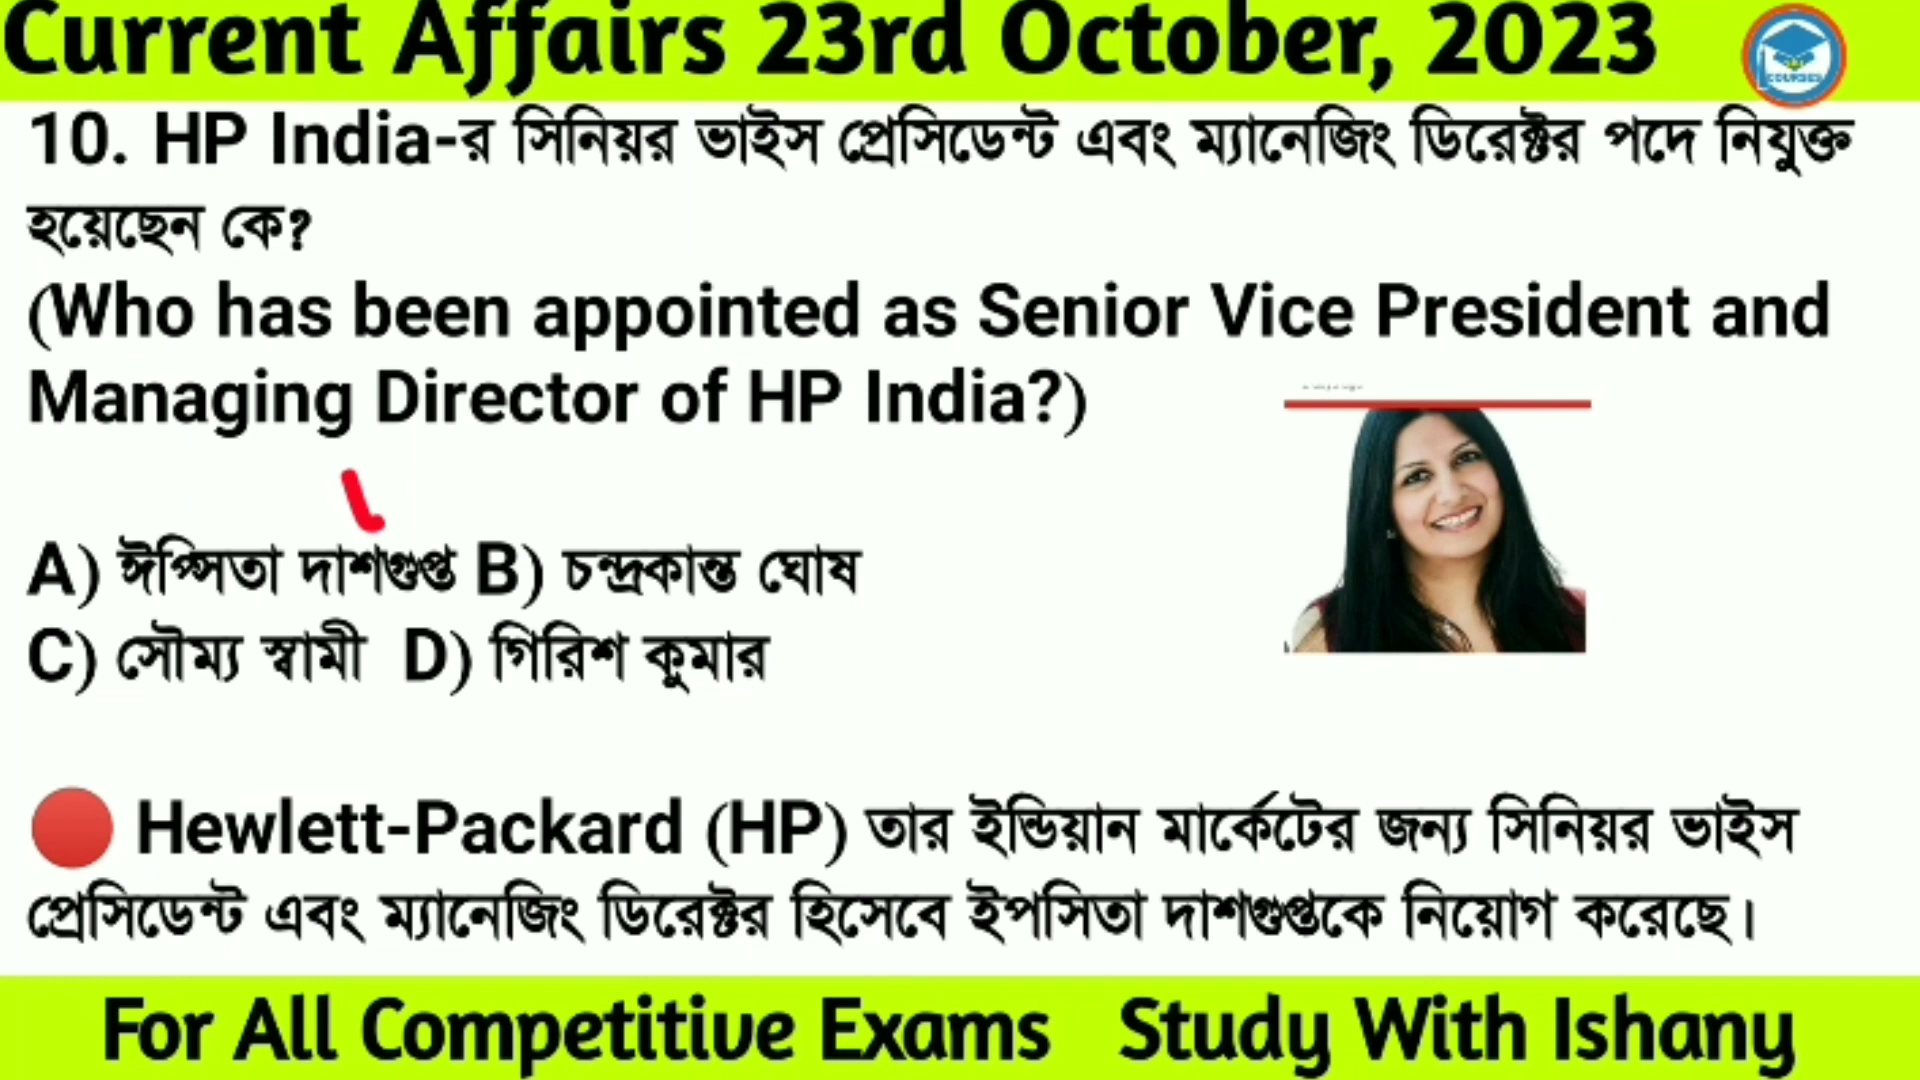 Current Affairs 23rd October, 2023
COURSES
10. HP India-র সিনিয়র ভাইস প্রেসিডেন্ট এবং ম্যানেজিং ডিরেক্টর পদে নিযুক্ত
হয়েছেন কে?
(Who has been appointed as Senior Vice President and
Managing Director of HP India?)
A) ঈপ্সিতা দাশগুপ্ত B) চন্দ্রকান্ত ঘোষ
C) সৌম্য স্বামী D) গিরিশ কুমার
Hewlett-Packard (HP) তার ইন্ডিয়ান মার্কেটের জন্য সিনিয়র ভাইস
প্রেসিডেন্ট এবং ম্যানেজিং ডিরেক্টর হিসেবে ইপসিতা দাশগুপ্তকে নিয়োগ করেছে।
For All Competitive Exams Study With Ishany